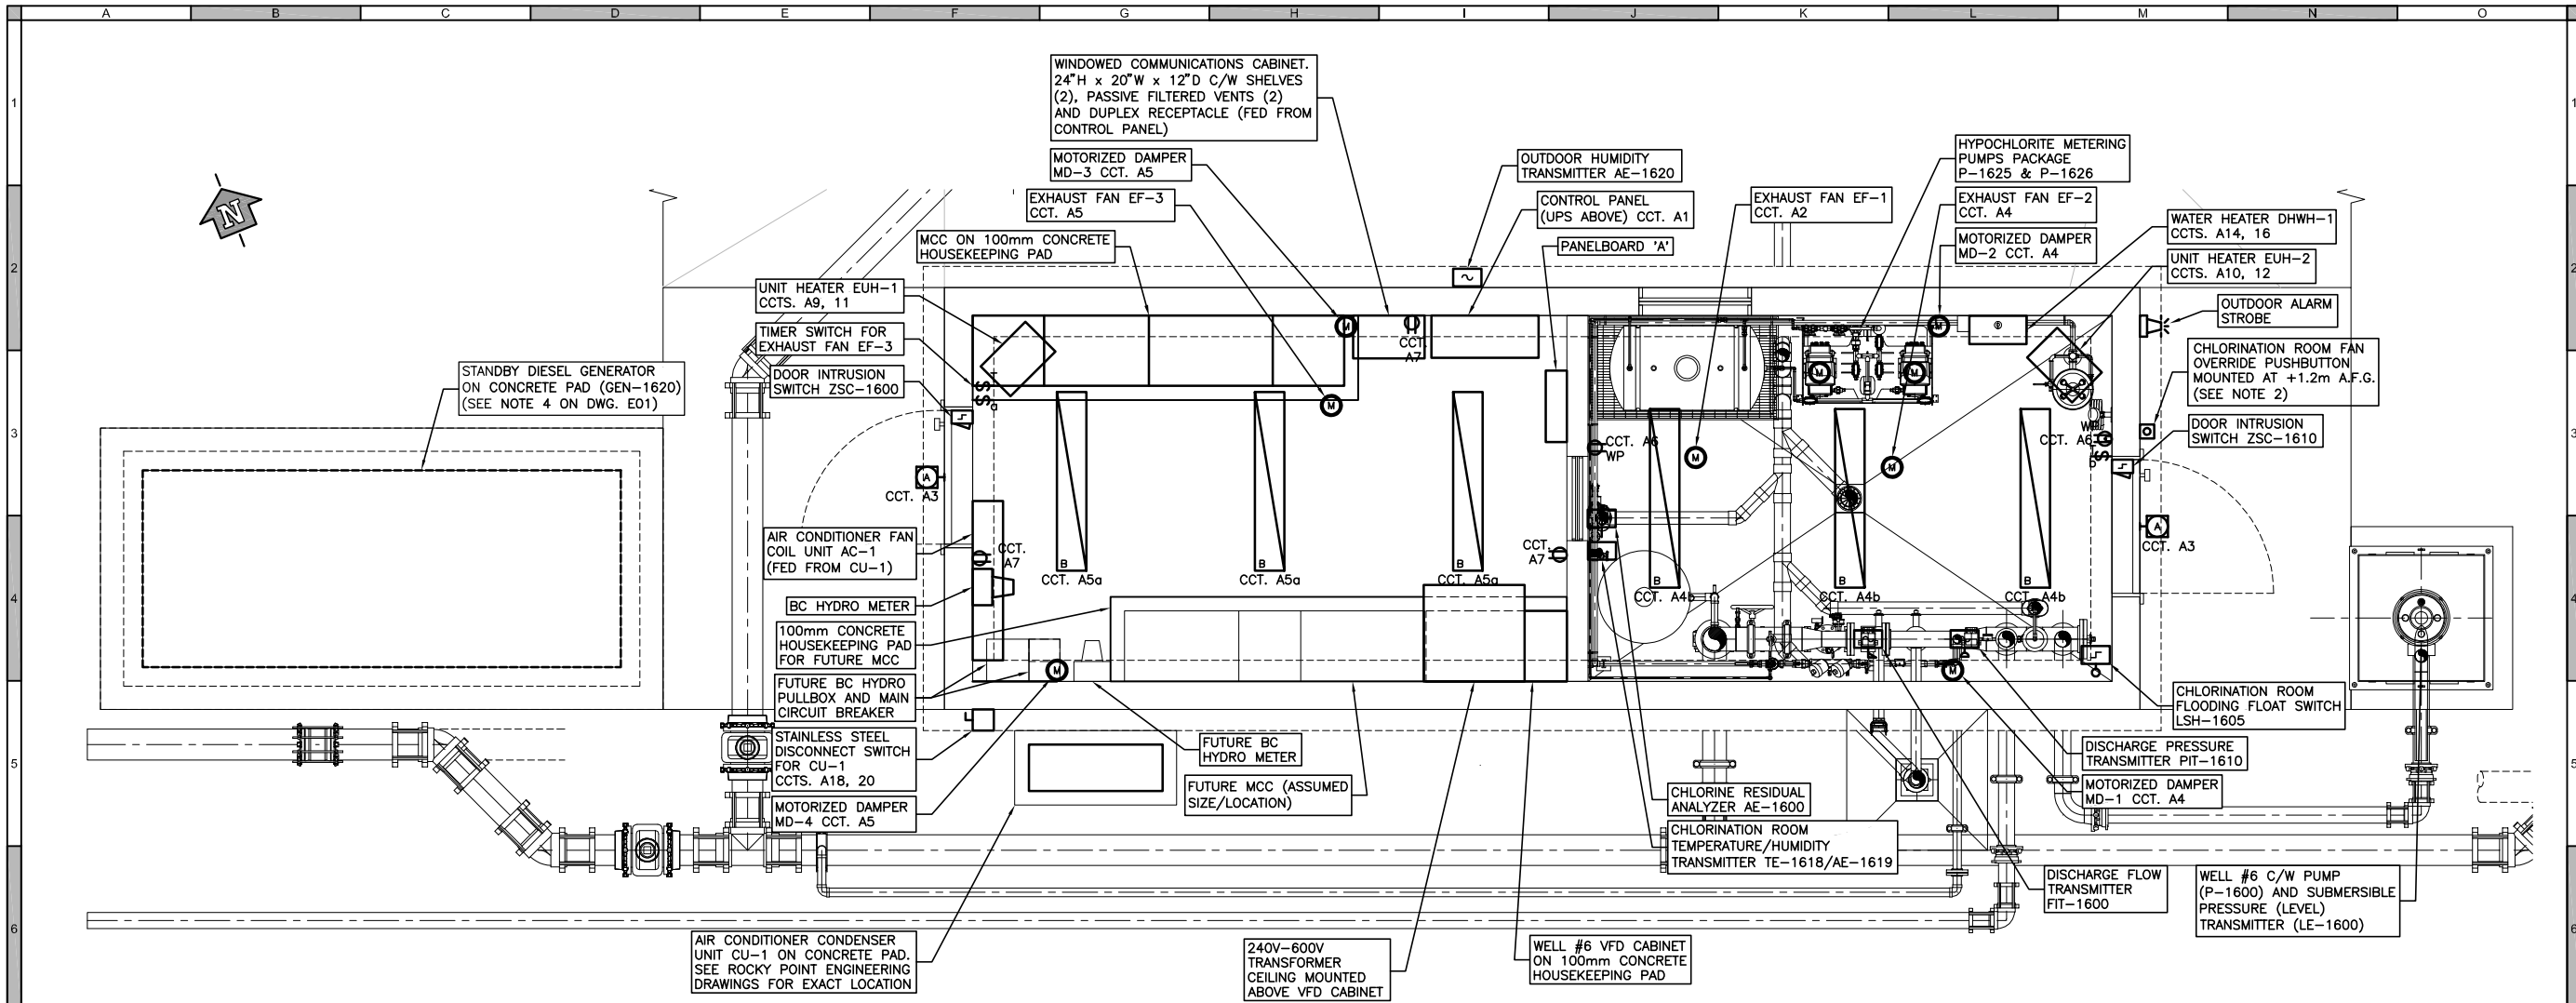 A B C D E F G H I J K L M N O
1
1
2
2
3
3
4
4
5
5
6
6
N
WINDOWED COMMUNICATIONS CABINET.
24"H x 20"W x 12"D C/W SHELVES
(2), PASSIVE FILTERED VENTS (2)
AND DUPLEX RECEPTACLE (FED FROM
CONTROL PANEL)
MOTORIZED DAMPER
MD-3 CCT. A5
EXHAUST FAN EF-3
CCT. A5
MCC ON 100mm CONCRETE
HOUSEKEEPING PAD
UNIT HEATER EUH-1
CCTS. A9, 11
TIMER SWITCH FOR
EXHAUST FAN EF-3
DOOR INTRUSION
SWITCH ZSC-1600
STANDBY DIESEL GENERATOR
ON CONCRETE PAD (GEN-1620)
(SEE NOTE 4 ON DWG. E01)
OUTDOOR HUMIDITY
TRANSMITTER AE-1620
CONTROL PANEL
(UPS ABOVE) CCT. A1
PANELBOARD 'A'
EXHAUST FAN EF-1
CCT. A2
HYPOCHLORITE METERING
PUMPS PACKAGE
P-1625 & P-1626
EXHAUST FAN EF-2
CCT. A4
MOTORIZED DAMPER
MD-2 CCT. A4
WATER HEATER DHWH-1
CCTS. A14, 16
UNIT HEATER EUH-2
CCTS. A10, 12
OUTDOOR ALARM
STROBE
CHLORINATION ROOM FAN
OVERRIDE PUSHBUTTON
MOUNTED AT +1.2m A.F.G.
(SEE NOTE 2)
DOOR INTRUSION
SWITCH ZSC-1610
M
CCT.
A7
M
M
M
M
S
S
a
M
M
CCT. A6
WP
WP
CCT. A6
S
b
A
CCT. A3
A
CCT. A3
AIR CONDITIONER FAN
COIL UNIT AC-1
(FED FROM CU-1)
CCT.
A7
CCT.
A7
B
CCT. A5a
B
CCT. A5a
B
CCT. A5a
B
CCT. A4b
B
CCT. A4b
B
CCT. A4b
BC HYDRO METER
100mm CONCRETE
HOUSEKEEPING PAD
FOR FUTURE MCC
FUTURE BC HYDRO
PULLBOX AND MAIN
CIRCUIT BREAKER
M
M
STAINLESS STEEL
DISCONNECT SWITCH
FOR CU-1
CCTS. A18, 20
MOTORIZED DAMPER
MD-4 CCT. A5
FUTURE BC
HYDRO METER
FUTURE MCC (ASSUMED
SIZE/LOCATION)
CHLORINE RESIDUAL
ANALYZER AE-1600
CHLORINATION ROOM
TEMPERATURE/HUMIDITY
TRANSMITTER TE-1618/AE-1619
CHLORINATION ROOM
FLOODING FLOAT SWITCH
LSH-1605
DISCHARGE PRESSURE
TRANSMITTER PIT-1610
MOTORIZED DAMPER
MD-1 CCT. A4
DISCHARGE FLOW
TRANSMITTER
FIT-1600
WELL #6 C/W PUMP
(P-1600) AND SUBMERSIBLE
PRESSURE (LEVEL)
TRANSMITTER (LE-1600)
AIR CONDITIONER CONDENSER
UNIT CU-1 ON CONCRETE PAD.
SEE ROCKY POINT ENGINEERING
DRAWINGS FOR EXACT LOCATION
240V-600V
TRANSFORMER
CEILING MOUNTED
ABOVE VFD CABINET
WELL #6 VFD CABINET
ON 100mm CONCRETE
HOUSEKEEPING PAD